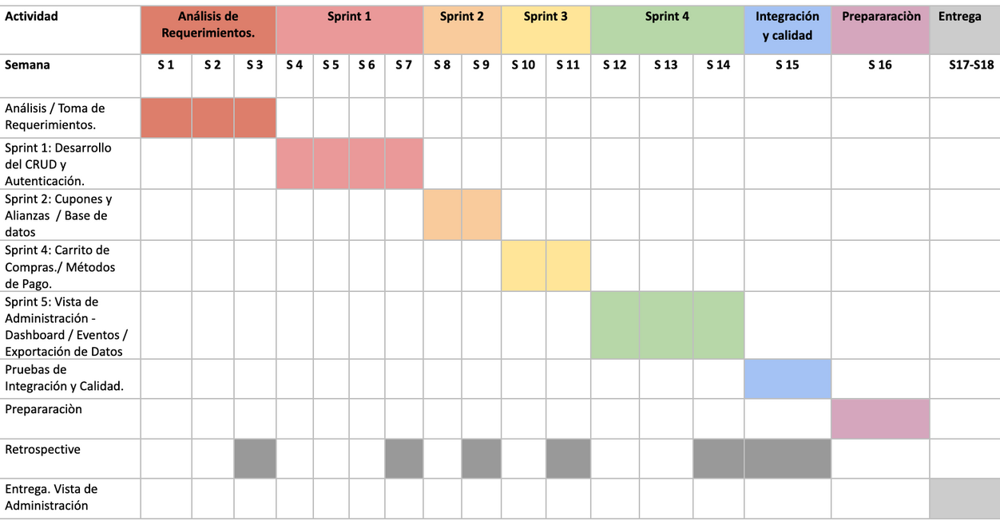 Actividad
Análisis de
Requerimientos.
Sprint 1
Sprint 2
Sprint 3
Sprint 4
Integración
y calidad
Prepararaciòn
Entrega
Semana
S 1
S 2
S 3
S 4
S 5
S 6
S 7
S 8
S 9
S 10
S 11
S 12
S 13
S 14
S 15
S 16
S17-S18
Análisis / Toma de
Requerimientos.
Sprint 1: Desarrollo
del CRUD y
Autenticación.
Sprint 2: Cupones y
Alianzas / Base de
datos
Sprint 4: Carrito de
Compras./ Métodos
de Pago.
Sprint 5: Vista de
Administración -
Dashboard / Eventos /
Exportación de Datos
Pruebas de
Integración y Calidad.
Prepararaciòn
Retrospective
Entrega. Vista de
Administración